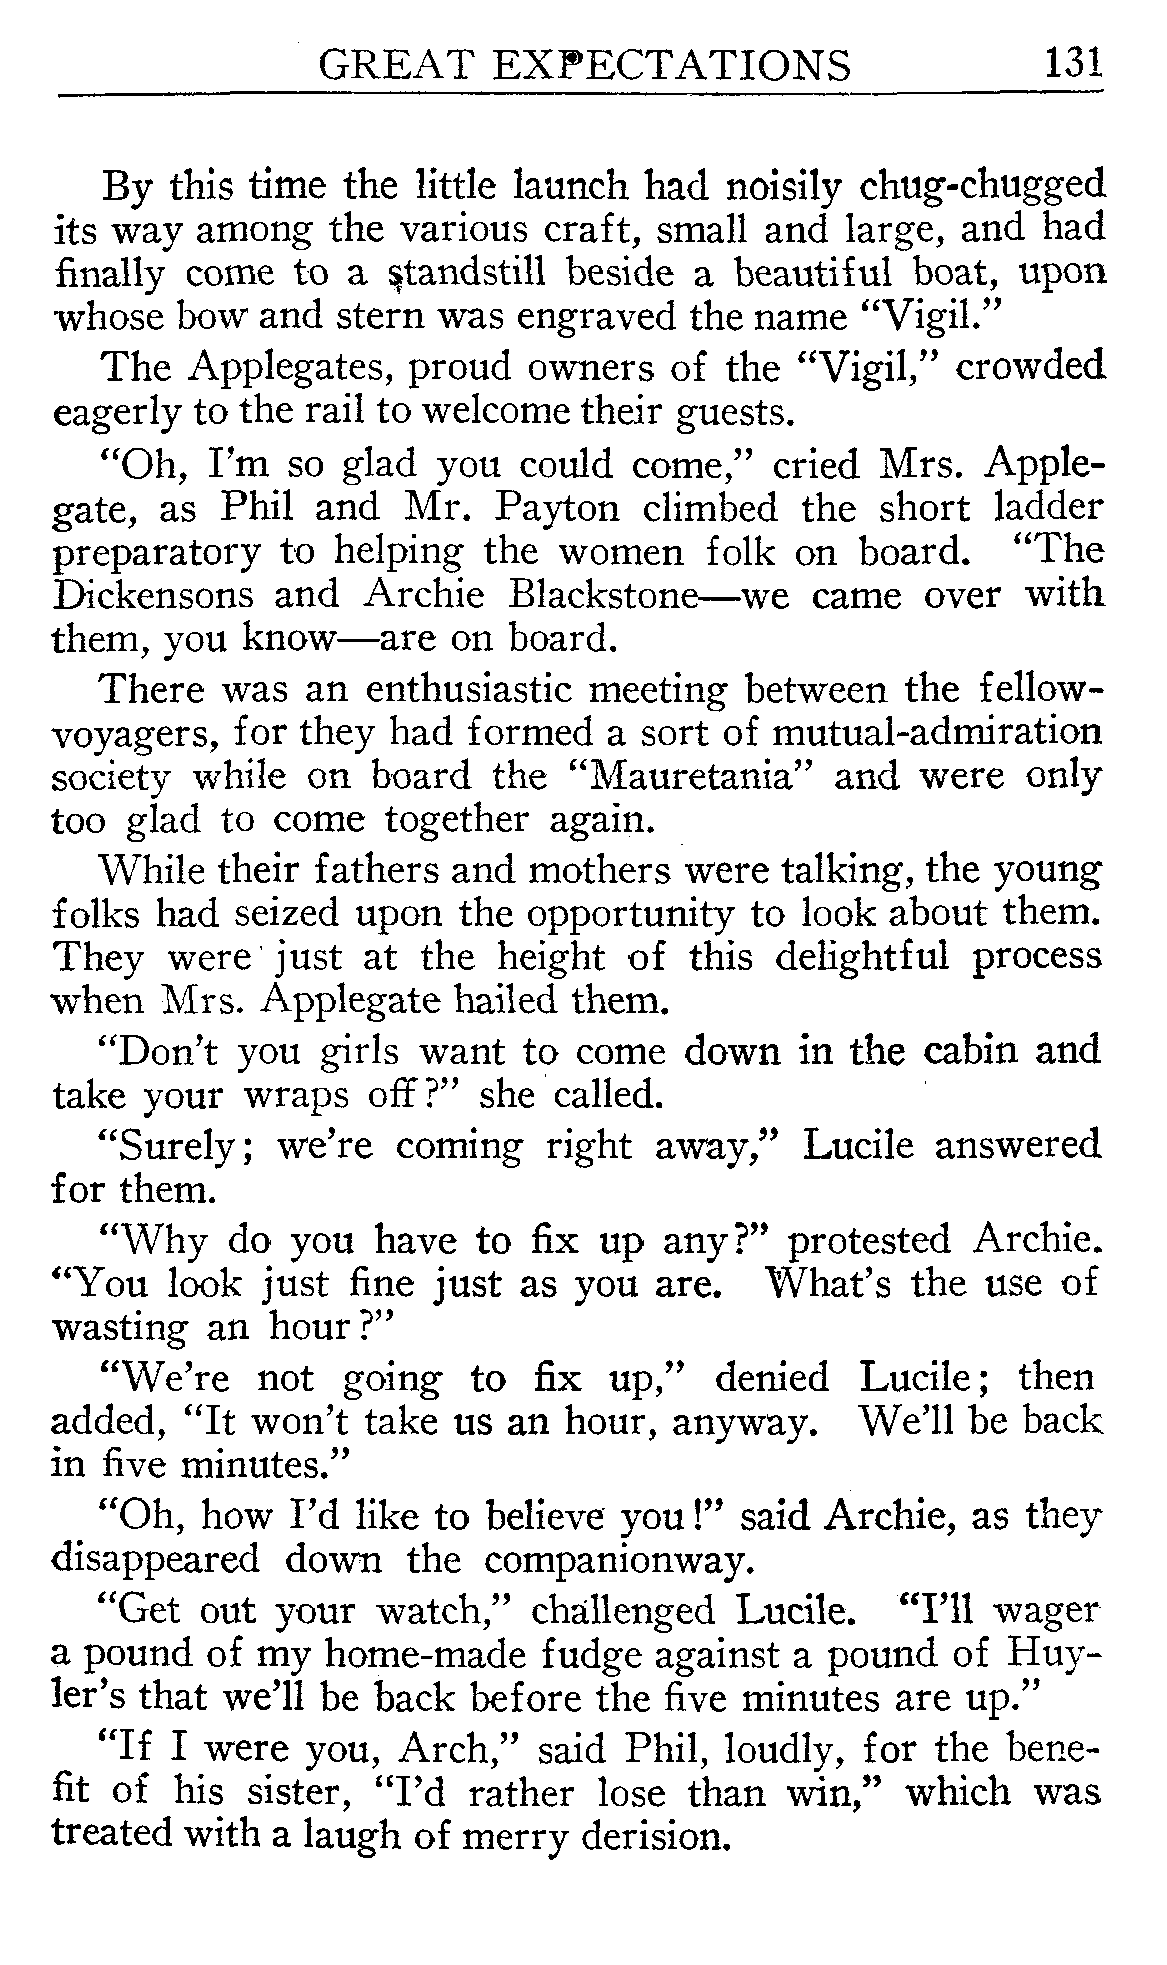 GREAT EXPECTATIONS 131
By this time the little launch had noisily chug-chugged
its way among the various craft, small and large, and had
finally come to a standstill beside a beautiful boat, upon
whose bow and stern was engraved the name “Vigil.”
The Applegates, proud owners of the “Vigil,” crowded
eagerly to the rail to welcome their guests.
“Oh, I’m so glad you could come,” cried Mrs. Apple-
gate, as Phil and Mr. Payton climbed the short ladder
preparatory to helping the women folk on board. “The
Dickensons and Archie Blackstone—we came over with
them, you know—are on board.
There was an enthusiastic meeting between the fellow-
voyagers, for they had formed a sort of mutual-admiration
society while on board the “Mauretania” and were only
too glad to come together again.
While their fathers and mothers were talking, the young
folks had seized upon the opportunity to look about them.
They were just at the height of this delightful process
when Mrs. Applegate hailed them.
“Don’t you girls want to come down in the cabin and
take your wraps off?” she called.
“Surely; we’re coming right away,” Lucile answered
for them.
“Why do you have to fix up any?” protested Archie.
“You look just fine just as you are. What’s the use of
wasting an hour?”
“We’re not going to fix up,” denied Lucile; then
added, “It won’t take us an hour, anyway. We’ll be back
in five minutes.”
“Oh, how I’d like to believe you!” said Archie, as they
disappeared down the companionway.
“Get out your watch,” challenged Lucile. “I’ll wager
a pound of my home-made fudge against a pound of Huy-
ler’s that we’ll be back before the five minutes are up.”
“If I were you, Arch,” said Phil, loudly, for the bene-
fit of his sister, “I’d rather lose than win,” which was
treated with a laugh of merry derision.